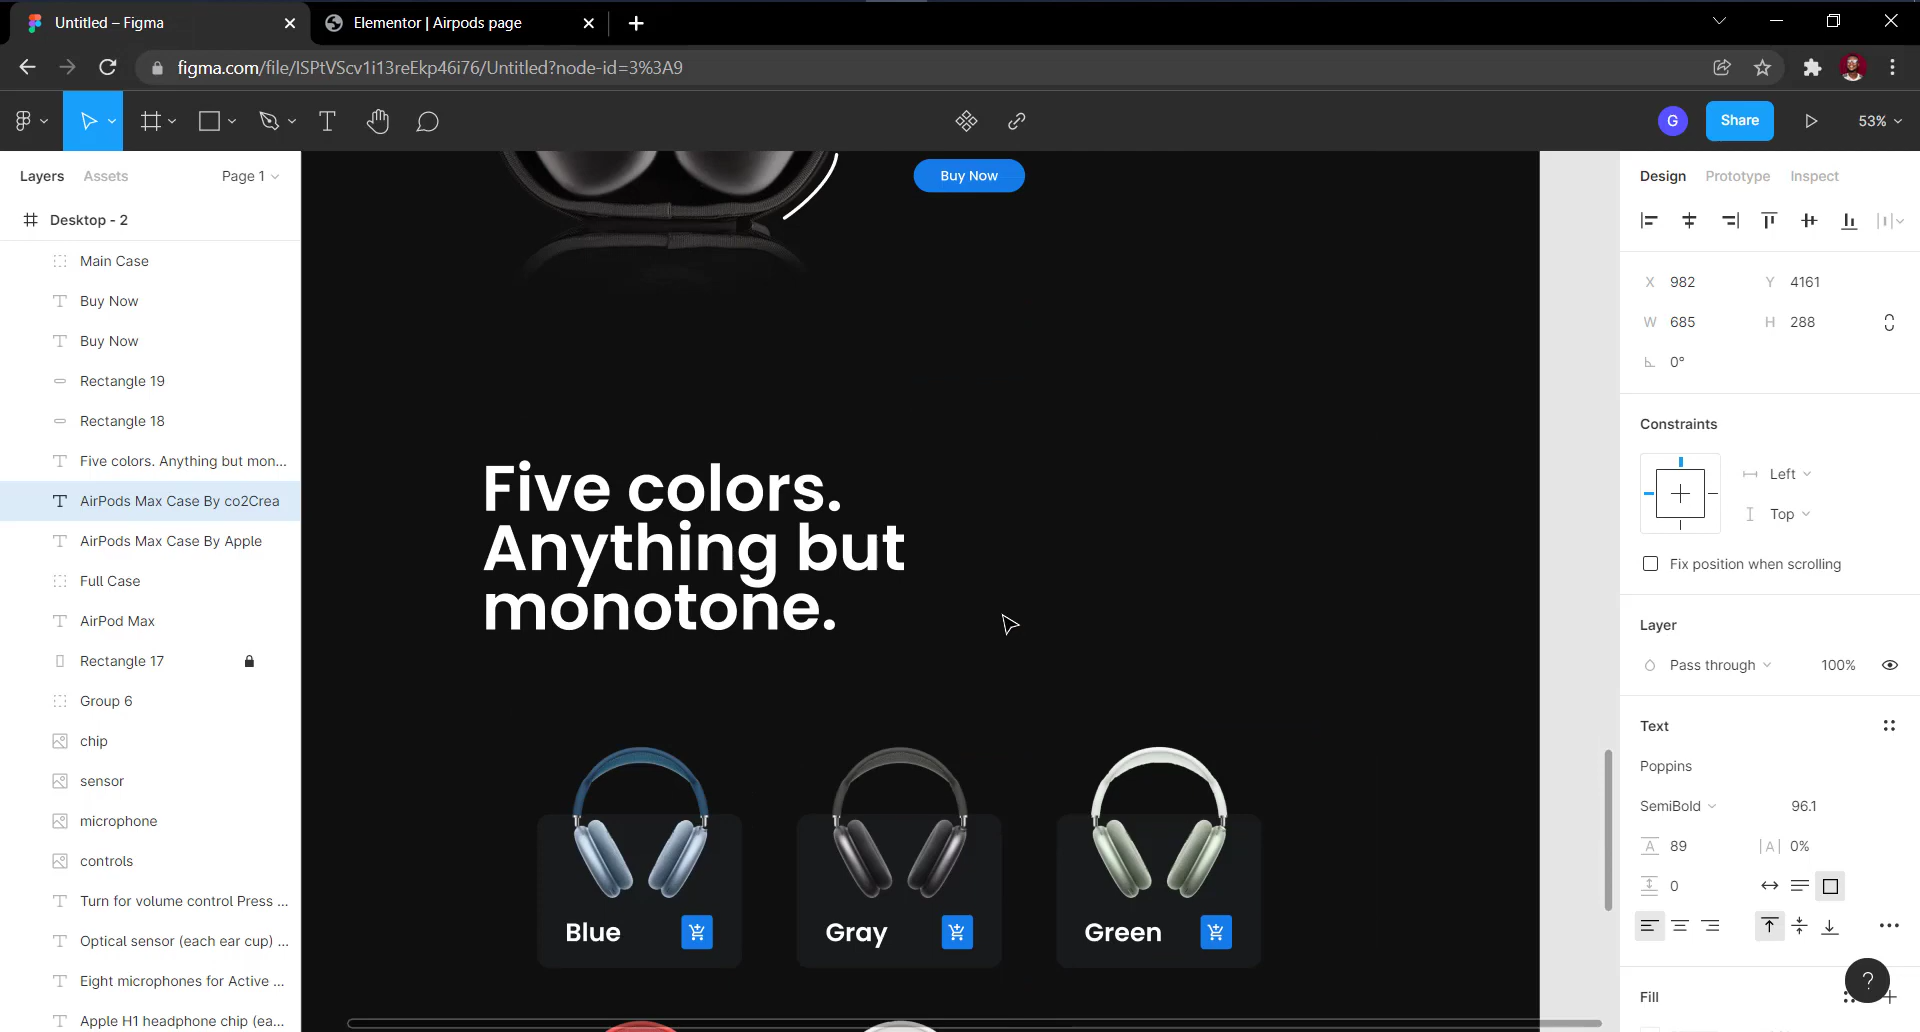 Untitled – Figma
Elementor | Airpods page
figma.com/file/ISPtVScv1i13reEkp46i76/Untitled?node-id=3%3A9
G
Share
53%
Layers
Assets
Page 1
Desktop - 2
Main Case
Buy Now
Buy Now
Rectangle 19
Rectangle 18
Five colors. Anything but mon...
AirPods Max Case By co2Crea
AirPods Max Case By Apple
Full Case
AirPod Max
Rectangle 17
Group 6
chip
sensor
microphone
controls
Turn for volume control Press ...
Optical sensor (each ear cup) ...
Eight microphones for Active ...
Apple H1 headphone chip (ea...
Buy Now
Five colors.
Anything but
monotone.
Blue
Gray
Green
Design
Prototype
Inspect
X 982
Y 4161
W 685
H 288
0°
Constraints
Left
Top
Fix position when scrolling
Layer
Pass through
100%
Text
Poppins
SemiBold
96.1
A 89
|A| 0%
0
Fill
?